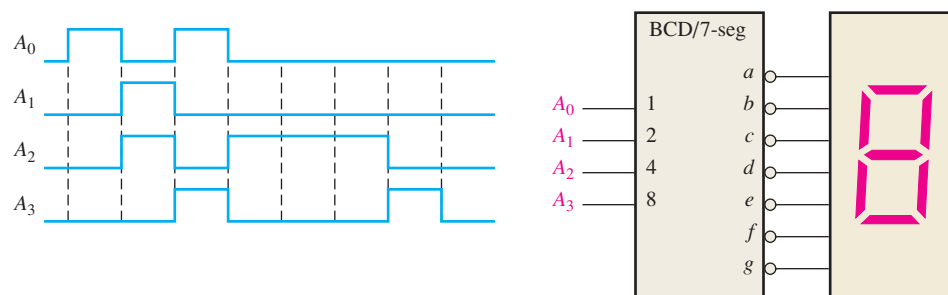 A₀
A₁
A₂
A₃
BCD/7-seg
a
A₀ 1 b
A₁ 2 c
A₂ 4 d
A₃ 8 e
f
g